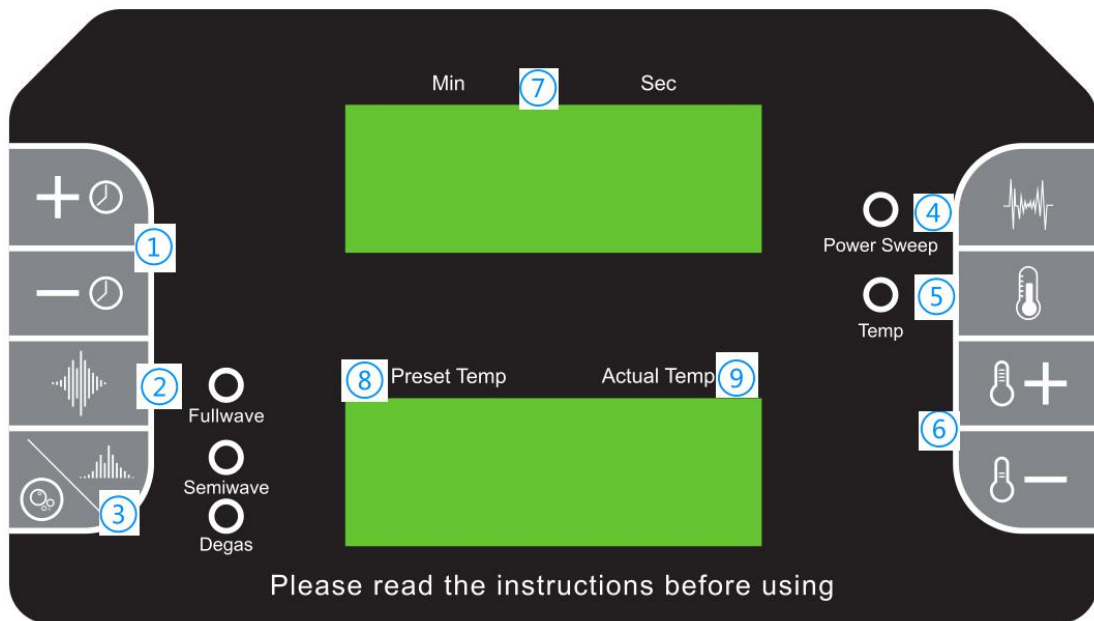 Min ⑦ Sec
①
④
Power Sweep
⑤
Temp
②
Fullwave
⑧ Preset Temp Actual Temp ⑨
⑥
Semiwave
③
Degas
Please read the instructions before using